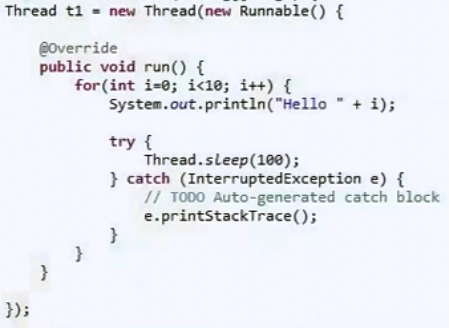 Thread t1 = new Thread(new Runnable() {
@Override
public void run() {
for(int i=0; i<10; i++) {
System.out.println("Hello " + i);
try {
Thread.sleep(100);
} catch (InterruptedException e) {
// TODO Auto-generated catch block
e.printStackTrace();
}
}
}
});